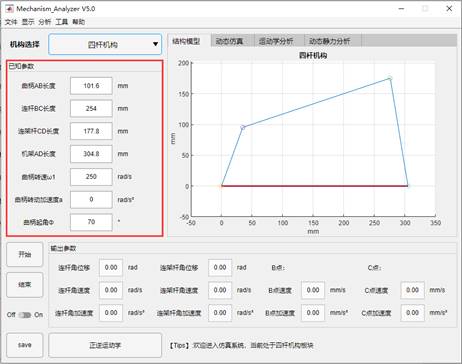 Mechanism_Analyzer V5.0
文件 显示 分析 工具 帮助
机构选择 四杆机构
已知参数
曲柄AB长度 101.6 mm
连杆BC长度 254 mm
连架杆CD长度 177.8 mm
机架AD长度 304.8 mm
曲柄转速ω1 250 rad/s
曲柄转动加速度a 0 rad/s²
曲柄起角Φ 70 °
结构模型 动态仿真 运动学分析 动态静力分析
四杆机构
200
150
100
50
0
-50
mm
-50 0 50 100 150 200 250 300 350
mm
开始
结束
Off On
save
输出参数
连杆角位移 0.00 rad 连架杆角位移 0.00 rad B点: C点:
连杆角速度 0.00 rad/s 连架杆角速度 0.00 rad/s B点速度 0.00 mm/s C点速度 0.00 mm/s
连杆角加速度 0.00 rad/s² 连架杆角加速度 0.00 rad/s² B点加速度 0.00 mm/s² C点加速度 0.00 mm/s²
正逆运动学
【Tips】:欢迎进入仿真系统，当前处于四杆机构板块